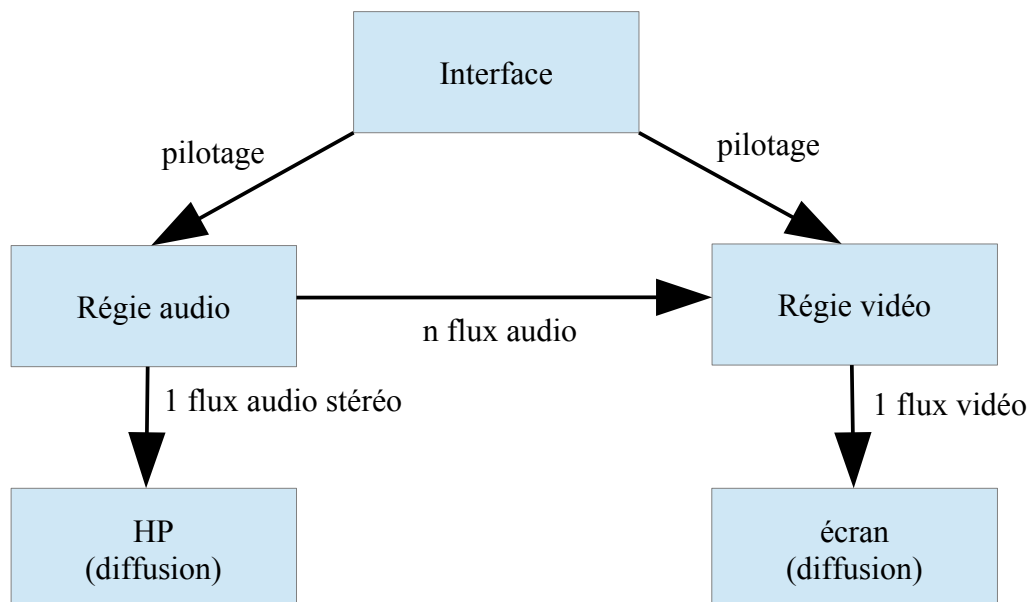 Interface
pilotage
pilotage
Régie audio
n flux audio
Régie vidéo
1 flux audio stéréo
1 flux vidéo
HP
(diffusion)
écran
(diffusion)